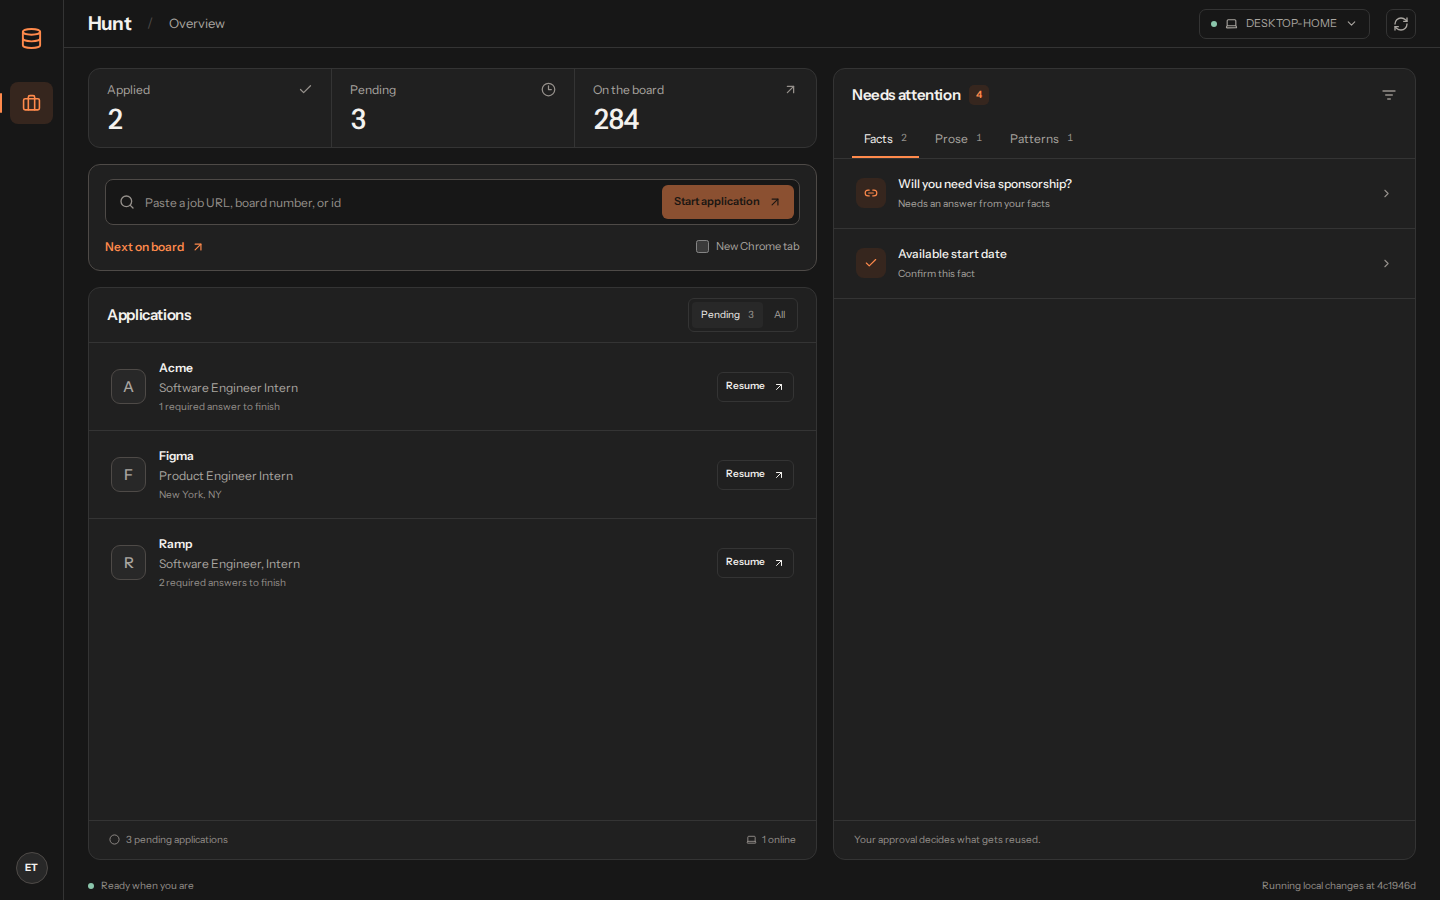 Hunt / Overview
DESKTOP-HOME
Applied
2
Pending
3
On the board
284
Paste a job URL, board number, or id
Start application
Next on board
New Chrome tab
Applications
Pending 3
All
A
Acme
Software Engineer Intern
1 required answer to finish
Resume
F
Figma
Product Engineer Intern
New York, NY
Resume
R
Ramp
Software Engineer, Intern
2 required answers to finish
Resume
3 pending applications
1 online
Needs attention 4
Facts 2
Prose 1
Patterns 1
Will you need visa sponsorship?
Needs an answer from your facts
Available start date
Confirm this fact
Your approval decides what gets reused.
ET
Ready when you are
Running local changes at 4c1946d